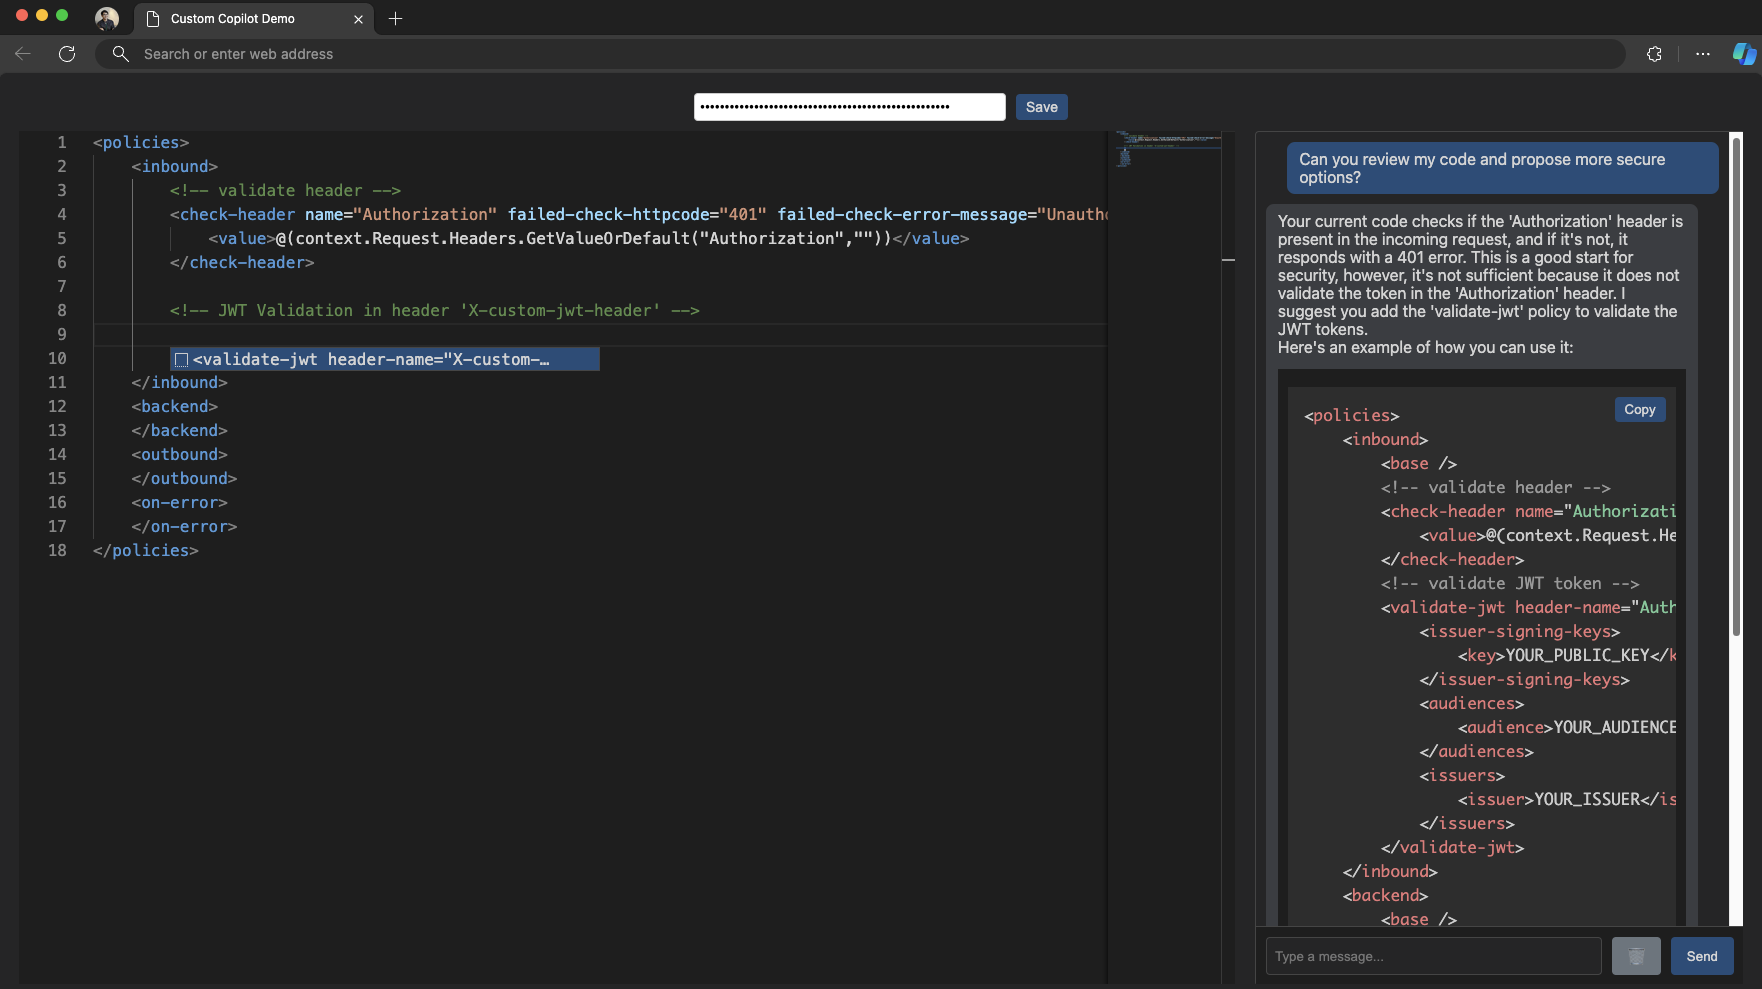 Custom Copilot Demo
Search or enter web address
••••••••••••••••••••••••••••••••••••••••••••••••••
Save
1 <policies>
2 <inbound>
3 <!-- validate header -->
4 <check-header name="Authorization" failed-check-httpcode="401" failed-check-error-message="Unautho
5 <value>@(context.Request.Headers.GetValueOrDefault("Authorization",""))</value>
6 </check-header>
7
8 <!-- JWT Validation in header 'X-custom-jwt-header' -->
9
10 <validate-jwt header-name="X-custom-…
11 </inbound>
12 <backend>
13 </backend>
14 <outbound>
15 </outbound>
16 <on-error>
17 </on-error>
18 </policies>
Can you review my code and propose more secure
options?
Your current code checks if the 'Authorization' header is
present in the incoming request, and if it's not, it
responds with a 401 error. This is a good start for
security, however, it's not sufficient because it does not
validate the token in the 'Authorization' header. I
suggest you add the 'validate-jwt' policy to validate the
JWT tokens.
Here's an example of how you can use it:
Copy
<policies>
<inbound>
<base />
<!-- validate header -->
<check-header name="Authorizati
<value>@(context.Request.He
</check-header>
<!-- validate JWT token -->
<validate-jwt header-name="Auth
<issuer-signing-keys>
<key>YOUR_PUBLIC_KEY</k
</issuer-signing-keys>
<audiences>
<audience>YOUR_AUDIENCE
</audiences>
<issuers>
<issuer>YOUR_ISSUER</is
</issuers>
</validate-jwt>
</inbound>
<backend>
<base />
Type a message...
Send